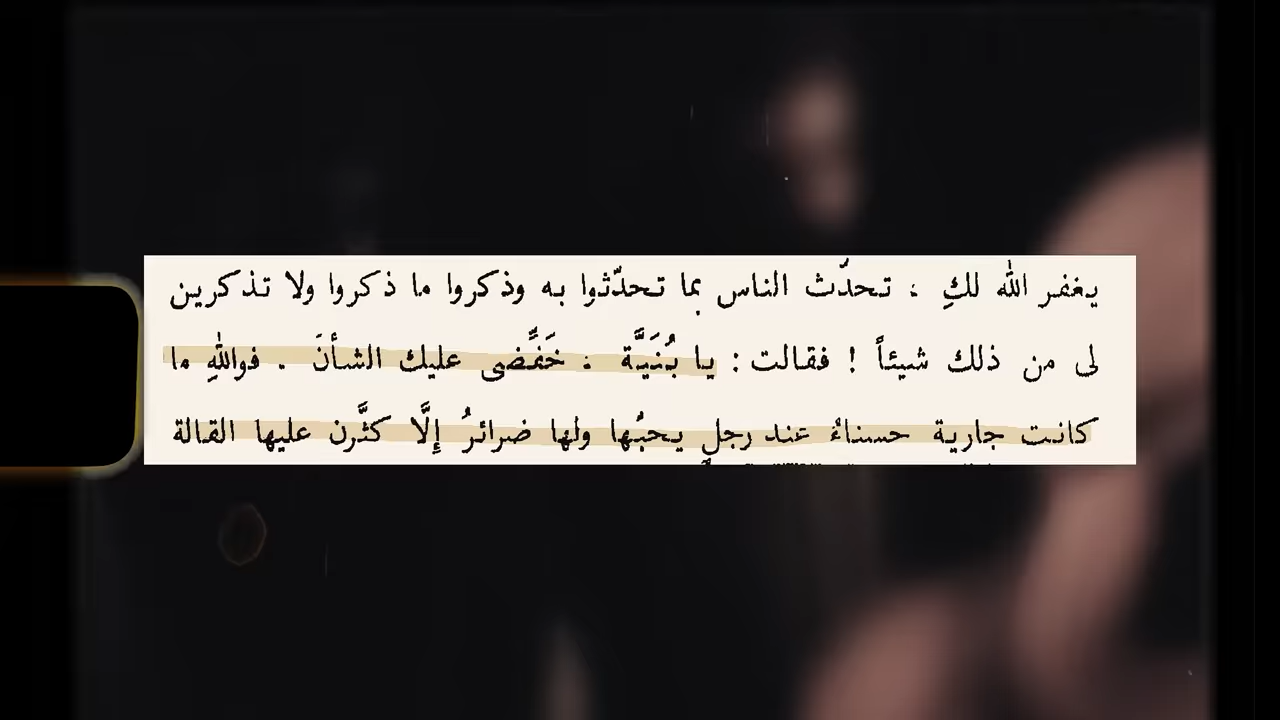 يغفر الله لكِ ، تحدّث الناس بما تحدّثوا به وذكروا ما ذكروا ولا تذكرين
لى من ذلك شيئاً ! فقالت : يا بُنَيَّة ، خَفِّضى عليك الشأنَ . فواللهِ ما
كانت جارية حسناءُ عند رجلٍ يحبُها ولها ضرائرُ إلَّا كثَّرن عليها القالة